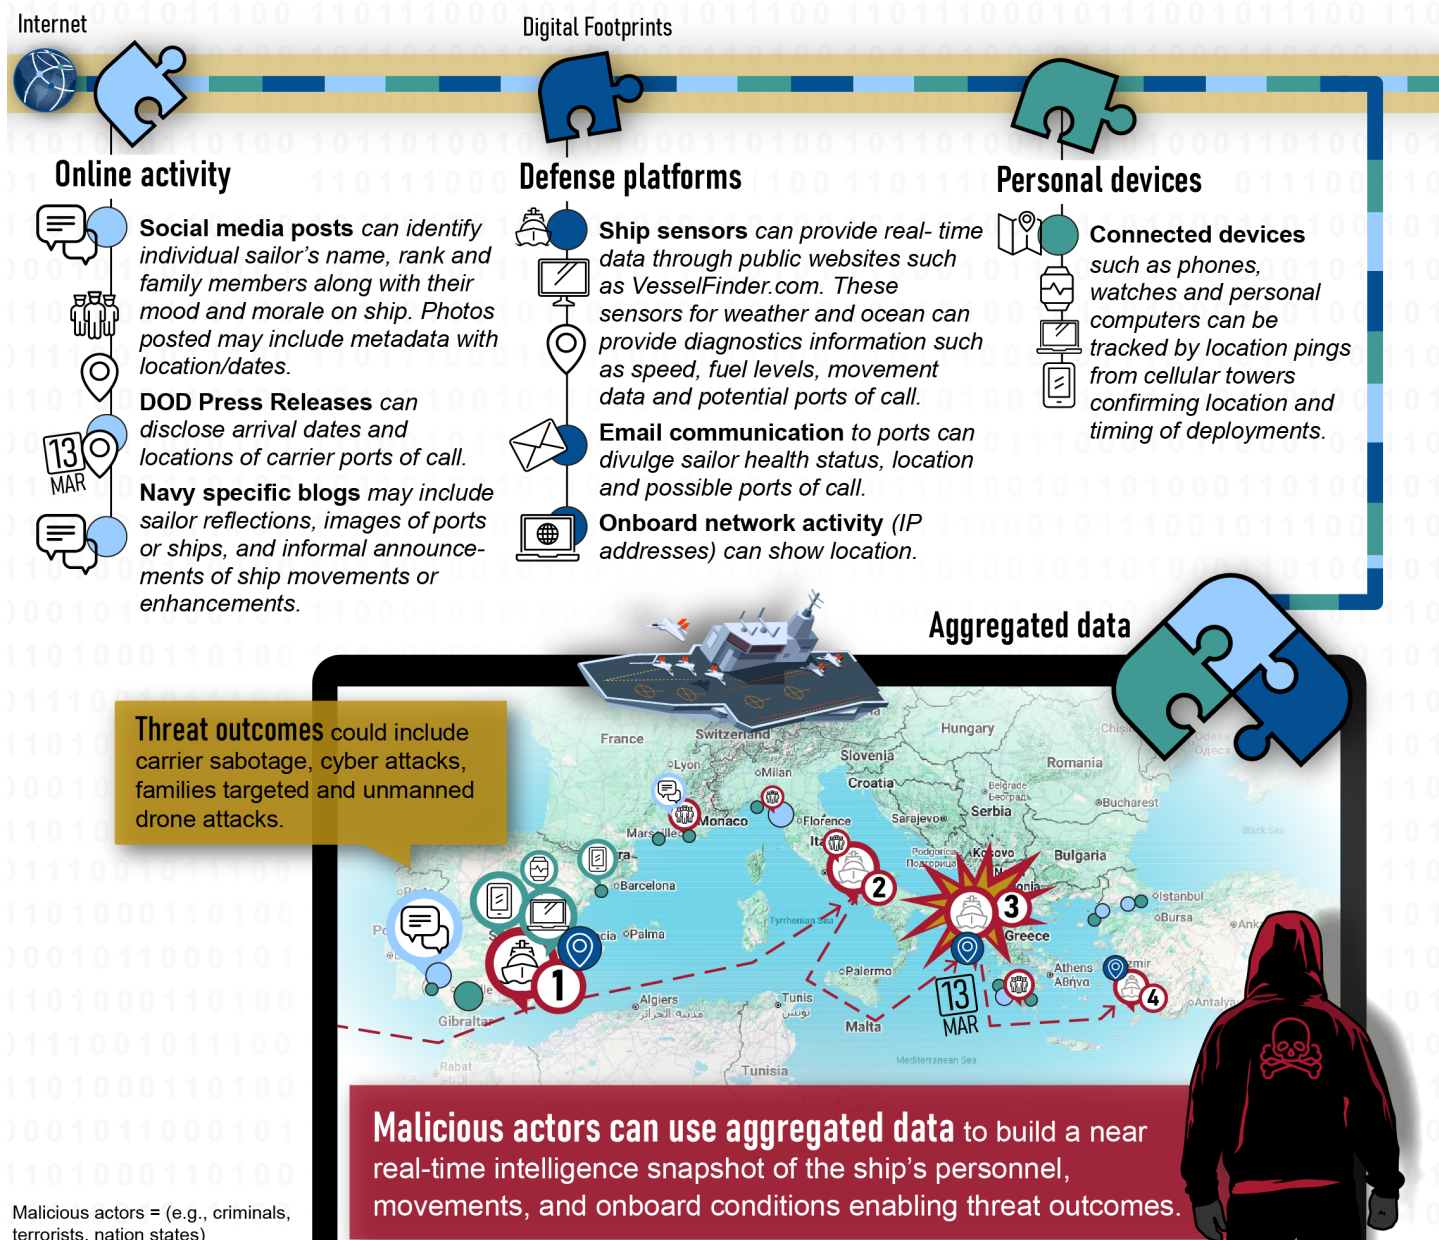 Internet
Digital Footprints
Online activity
Social media posts can identify
individual sailor's name, rank and
family members along with their
mood and morale on ship. Photos
posted may include metadata with
location/dates.
DOD Press Releases can
disclose arrival dates and
locations of carrier ports of call.
13
MAR
Navy specific blogs may include
sailor reflections, images of ports
or ships, and informal announce-
ments of ship movements or
enhancements.
Defense platforms
Ship sensors can provide real- time
data through public websites such
as VesselFinder.com. These
sensors for weather and ocean can
provide diagnostics information such
as speed, fuel levels, movement
data and potential ports of call.
Email communication to ports can
divulge sailor health status, location
and possible ports of call.
Onboard network activity (IP
addresses) can show location.
Personal devices
Connected devices
such as phones,
watches and personal
computers can be
tracked by location pings
from cellular towers
confirming location and
timing of deployments.
Aggregated data
Threat outcomes could include
carrier sabotage, cyber attacks,
families targeted and unmanned
drone attacks.
France
Switzerland
Hungary
Slovenia
Lyon
Milan
Croatia
Romania
Belgrade
Београд
Serbia
Bucharest
Monaco
Florence
Sarajevo
Black Sea
Podgorica
Подгорица
Kosovo
Bulgaria
Barcelona
2
3
Istanbul
Bursa
Tyrrhenian Sea
Palma
Greece
Palermo
Athens
Αθήνα
1
4
13
MAR
Algiers
Tunis
تونس
Gibraltar
Malta
Antalya
Mediterranean Sea
Rabat
Tunisia
Malicious actors can use aggregated data to build a near
real-time intelligence snapshot of the ship's personnel,
movements, and onboard conditions enabling threat outcomes.
Malicious actors = (e.g., criminals,
terrorists, nation states)